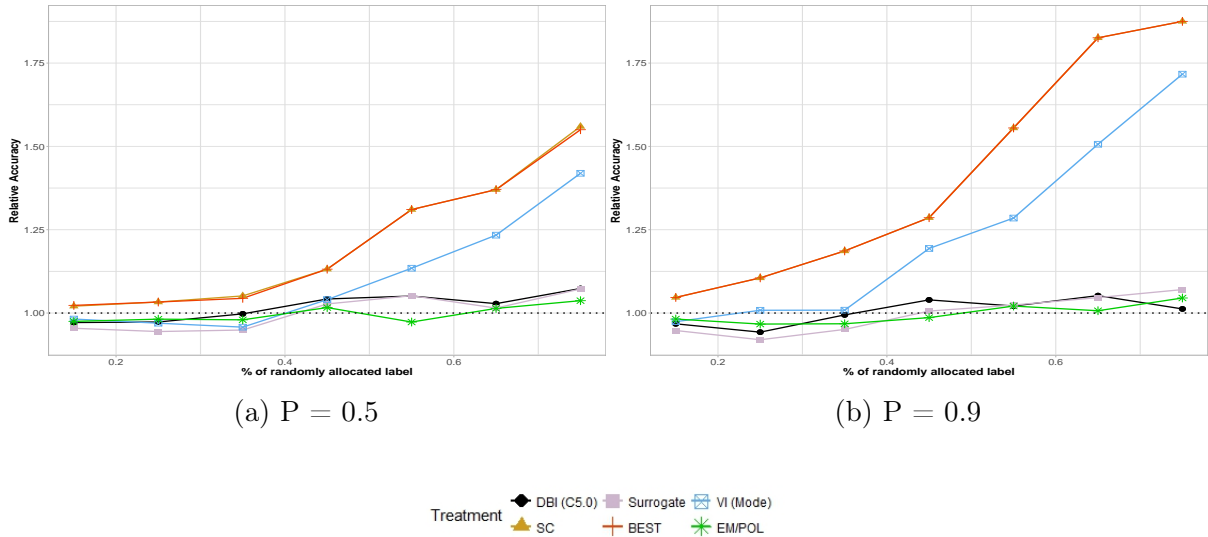 1.75
1.50
1.25
1.00
Relative Accuracy
0.2
0.4
0.6
% of randomly allocated label
(a) P = 0.5
1.75
1.50
1.25
1.00
Relative Accuracy
0.2
0.4
0.6
% of randomly allocated label
(b) P = 0.9
Treatment
DBI (C5.0) Surrogate VI (Mode)
SC BEST EM/POL